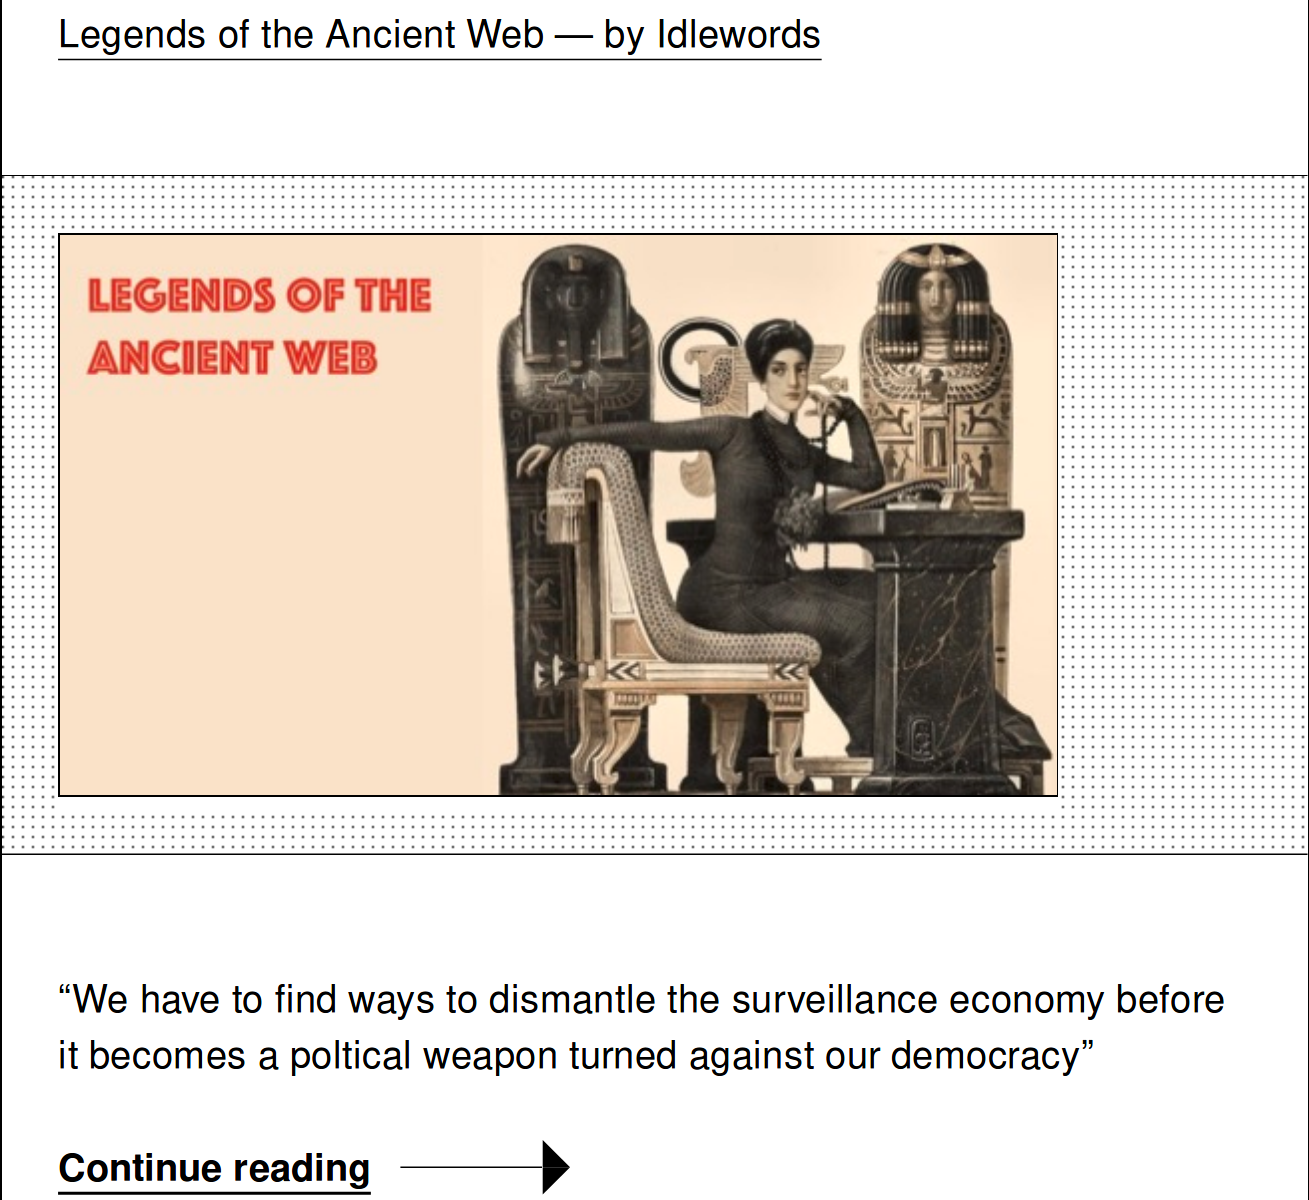 Legends of the Ancient Web — by Idlewords
LEGENDS OF THE
ANCIENT WEB
“We have to find ways to dismantle the surveillance economy before
it becomes a poltical weapon turned against our democracy”
Continue reading